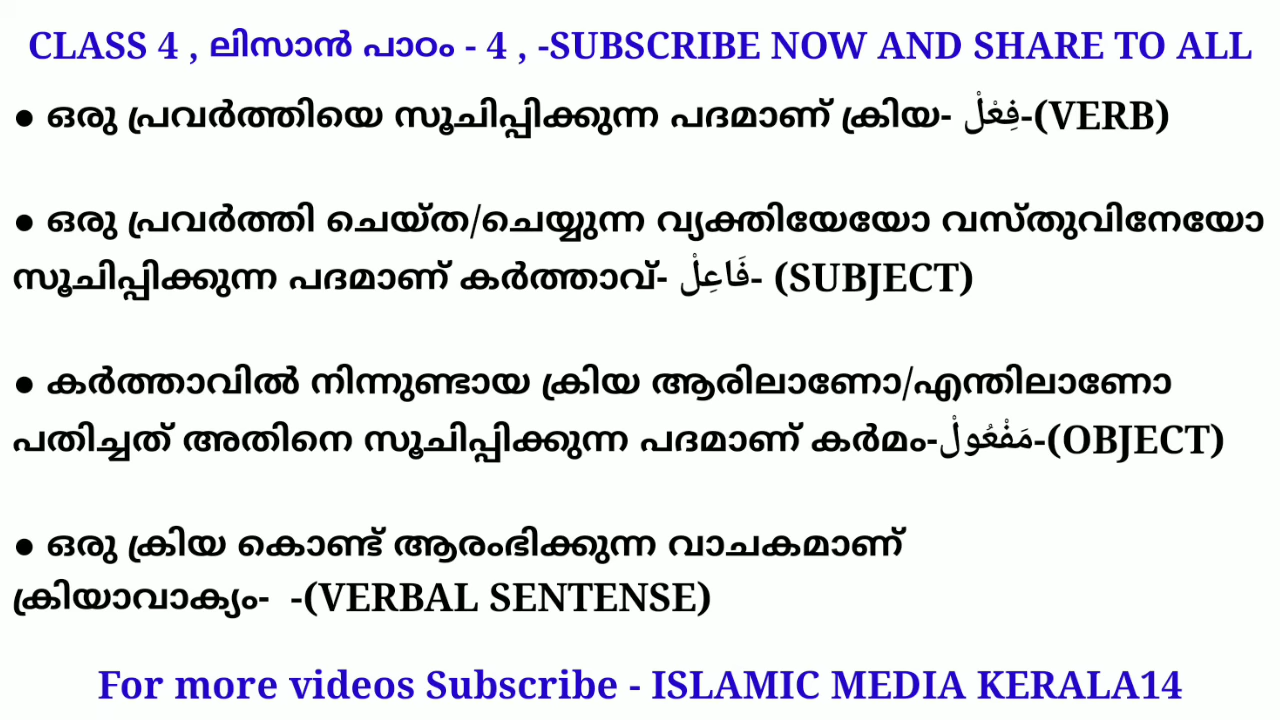 CLASS 4 , ലിസാൻ പാഠം - 4 , -SUBSCRIBE NOW AND SHARE TO ALL
● ഒരു പ്രവർത്തിയെ സൂചിപ്പിക്കുന്ന പദമാണ് ക്രിയ- فِعْلْ-(VERB)
● ഒരു പ്രവർത്തി ചെയ്ത/ചെയ്യുന്ന വ്യക്തിയേയോ വസ്തുവിനേയോ
സൂചിപ്പിക്കുന്ന പദമാണ് കർത്താവ്- فَاعِلْ- (SUBJECT)
● കർത്താവിൽ നിന്നുണ്ടായ ക്രിയ ആരിലാണോ/എന്തിലാണോ
പതിച്ചത് അതിനെ സൂചിപ്പിക്കുന്ന പദമാണ് കർമം-مَفْعُولْ-(OBJECT)
● ഒരു ക്രിയ കൊണ്ട് ആരംഭിക്കുന്ന വാചകമാണ്
ക്രിയാവാക്യം-  -(VERBAL SENTENSE)
For more videos Subscribe - ISLAMIC MEDIA KERALA14